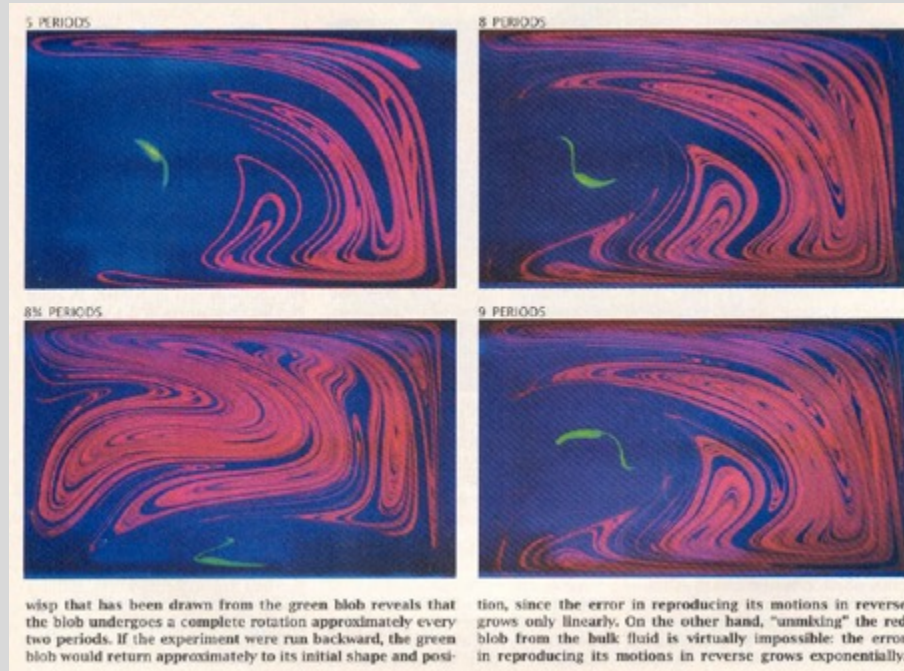 5 PERIODS
8 PERIODS
8¾ PERIODS
9 PERIODS
wisp that has been drawn from the green blob reveals that
the blob undergoes a complete rotation approximately every
two periods. If the experiment were run backward, the green
blob would return approximately to its initial shape and posi-
tion, since the error in reproducing its motions in reverse
grows only linearly. On the other hand, "unmixing" the red
blob from the bulk fluid is virtually impossible: the error
in reproducing its motions in reverse grows exponentially.